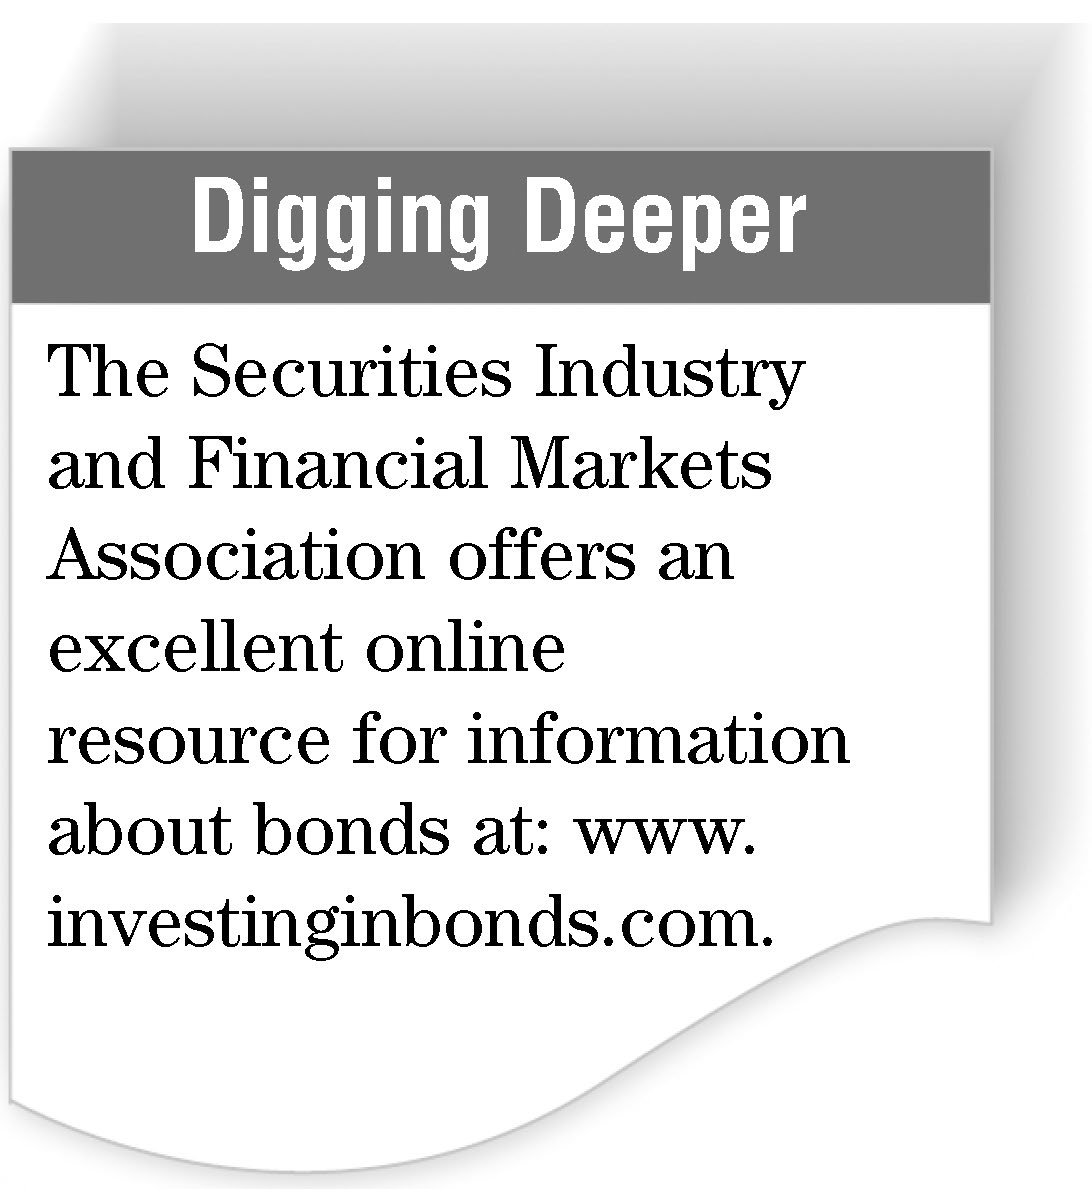 Digging Deeper
The Securities Industry
and Financial Markets
Association offers an
excellent online
resource for information
about bonds at: www.
investinginbonds.com.